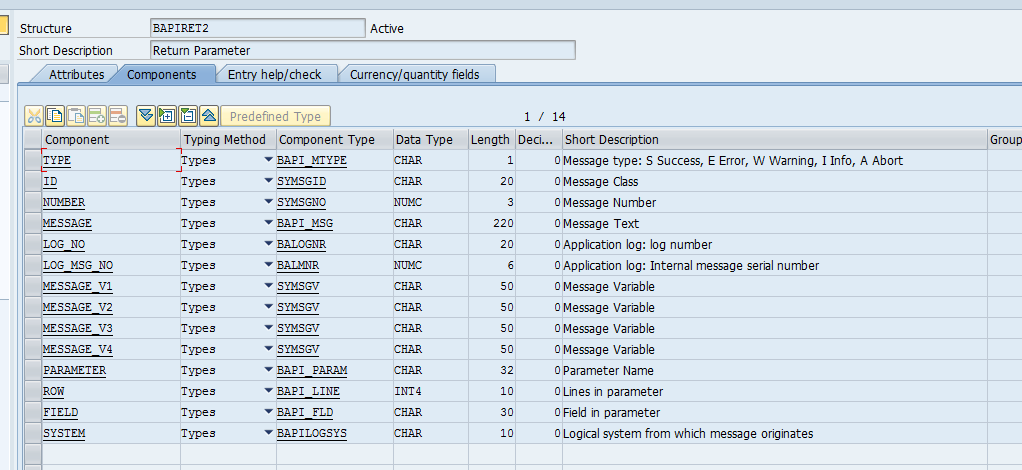 Structure BAPIRET2 Active
Short Description Return Parameter
Attributes Components Entry help/check Currency/quantity fields
Predefined Type 1 / 14
Component Typing Method Component Type Data Type Length Deci... Short Description Group
TYPE Types BAPI_MTYPE CHAR 1 0 Message type: S Success, E Error, W Warning, I Info, A Abort
ID Types SYMSGID CHAR 20 0 Message Class
NUMBER Types SYMSGNO NUMC 3 0 Message Number
MESSAGE Types BAPI_MSG CHAR 220 0 Message Text
LOG_NO Types BALOGNR CHAR 20 0 Application log: log number
LOG_MSG_NO Types BALMNR NUMC 6 0 Application log: Internal message serial number
MESSAGE_V1 Types SYMSGV CHAR 50 0 Message Variable
MESSAGE_V2 Types SYMSGV CHAR 50 0 Message Variable
MESSAGE_V3 Types SYMSGV CHAR 50 0 Message Variable
MESSAGE_V4 Types SYMSGV CHAR 50 0 Message Variable
PARAMETER Types BAPI_PARAM CHAR 32 0 Parameter Name
ROW Types BAPI_LINE INT4 10 0 Lines in parameter
FIELD Types BAPI_FLD CHAR 30 0 Field in parameter
SYSTEM Types BAPILOGSYS CHAR 10 0 Logical system from which message originates